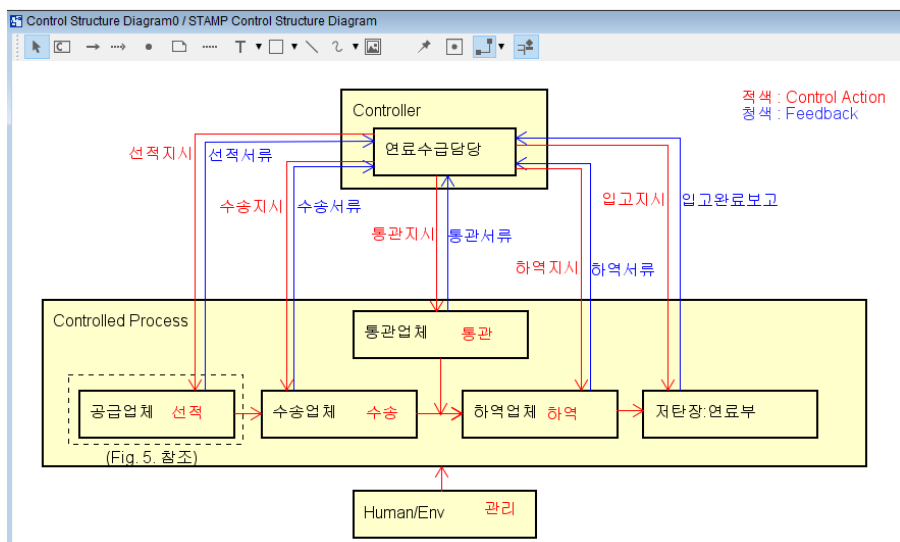 Control Structure Diagram0 / STAMP Control Structure Diagram
T
적색 : Control Action
청색 : Feedback
Controller
연료수급담당
선적지시
선적서류
수송지시
수송서류
통관지시
통관서류
하역지시
하역서류
입고지시
입고완료보고
Controlled Process
통관업체 통관
공급업체 선적
수송업체 수송
하역업체 하역
저탄장:연료부
(Fig. 5. 참조)
Human/Env 관리